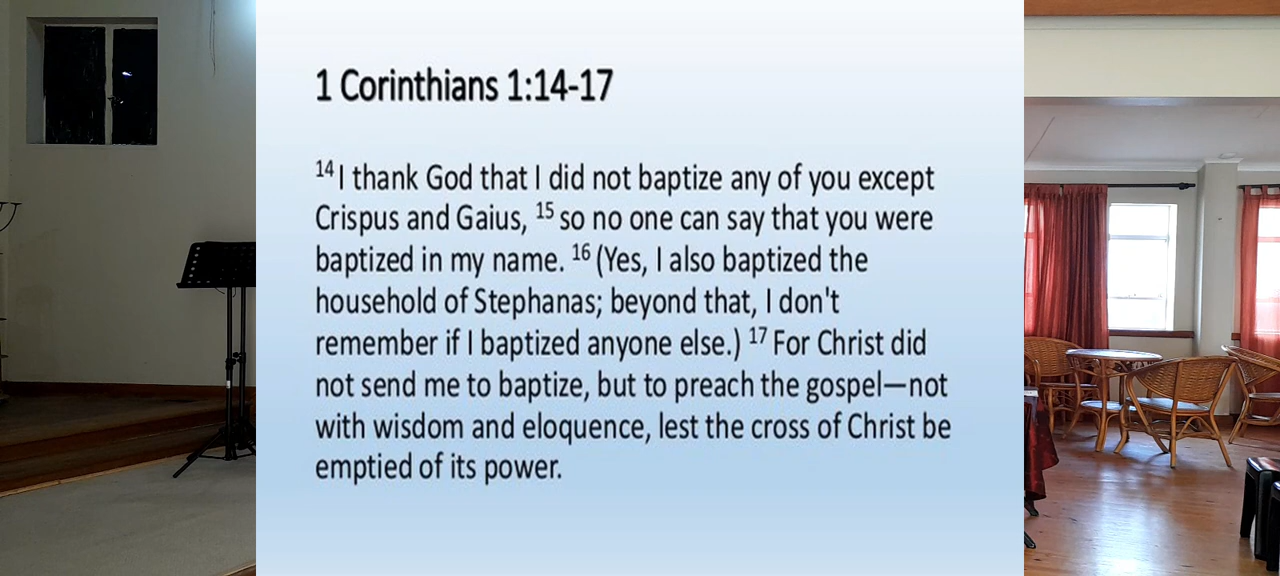 1 Corinthians 1:14-17
14 I thank God that I did not baptize any of you except
Crispus and Gaius, 15 so no one can say that you were
baptized in my name. 16 (Yes, I also baptized the
household of Stephanas; beyond that, I don't
remember if I baptized anyone else.) 17 For Christ did
not send me to baptize, but to preach the gospel—not
with wisdom and eloquence, lest the cross of Christ be
emptied of its power.